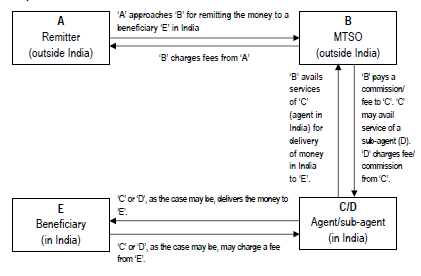 A
Remitter
(outside India)
'A' approaches 'B' for remitting the money to a
beneficiary 'E' in India
'B' charges fees from 'A'
B
MTSO
(outside India)
'B' avails
services
of 'C'
(agent in
India) for
delivery
of money
in India
to 'E'.
'B' pays a
commission/
fee to 'C'. 'C'
may avail
service of a
sub-agent (D).
'D' charges fee/
commission
from 'C'.
E
Beneficiary
(in India)
'C' or 'D', as the case may be, delivers the money to
'E'.
'C' or 'D', as the case may be, may charge a fee
from 'E'.
C/D
Agent/sub-agent
(in India)